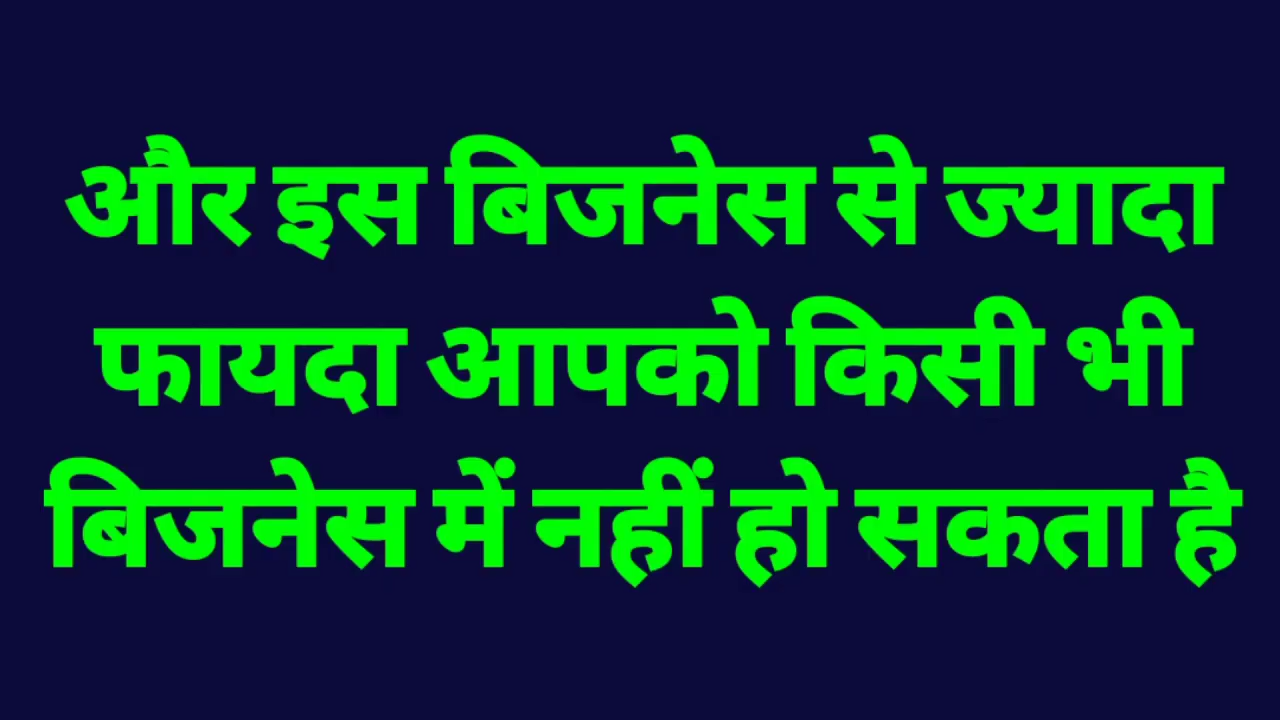 और इस बिजनेस से ज्यादा
फायदा आपको किसी भी
बिजनेस में नहीं हो सकता है